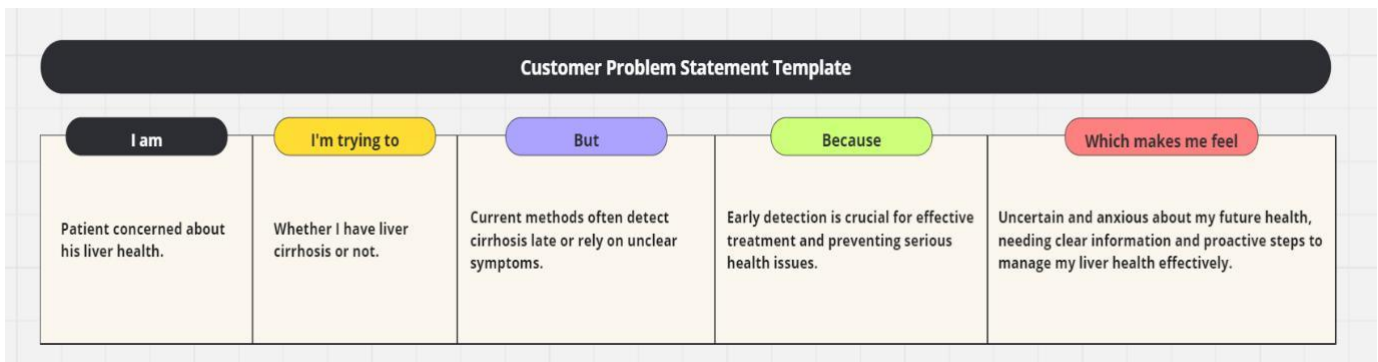 Customer Problem Statement Template
I am
Patient concerned about
his liver health.
I'm trying to
Whether I have liver
cirrhosis or not.
But
Current methods often detect
cirrhosis late or rely on unclear
symptoms.
Because
Early detection is crucial for effective
treatment and preventing serious
health issues.
Which makes me feel
Uncertain and anxious about my future health,
needing clear information and proactive steps to
manage my liver health effectively.